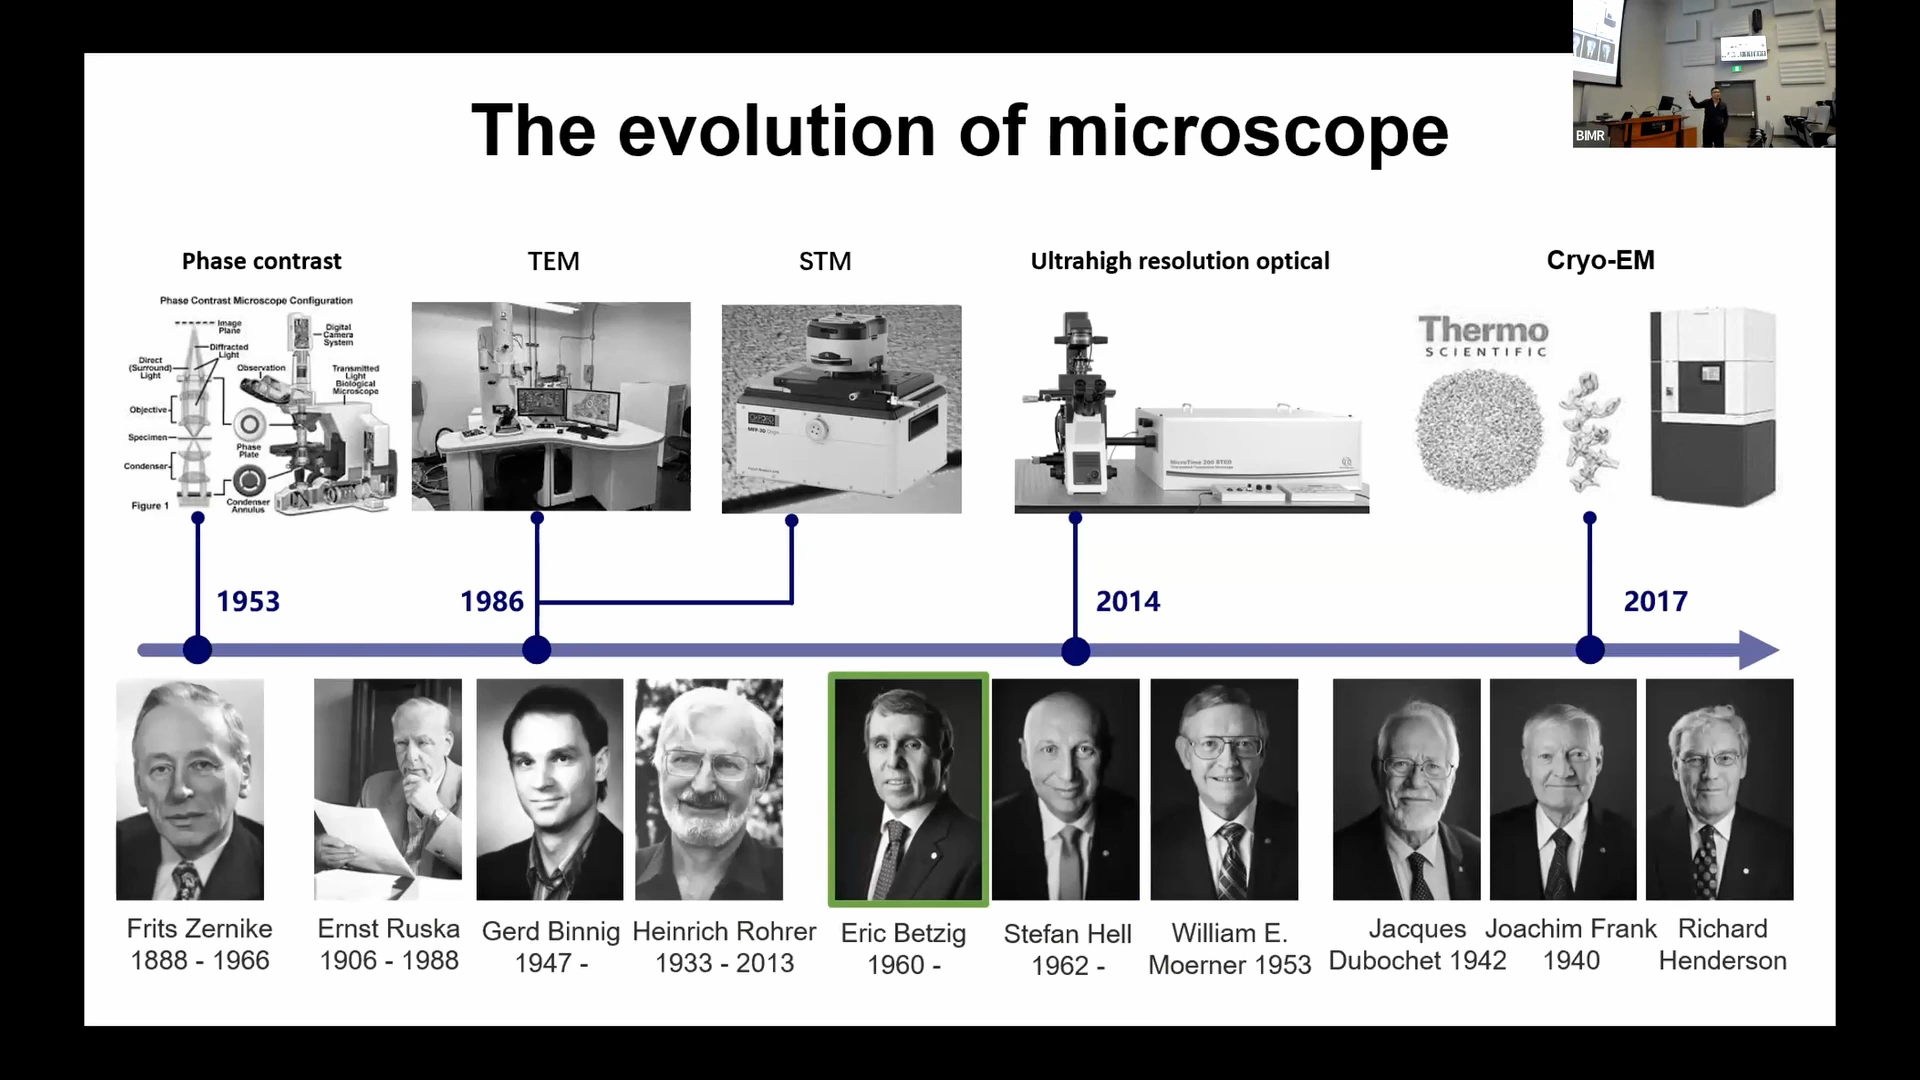 The evolution of microscope
BIMR
Phase contrast
TEM
STM
Ultrahigh resolution optical
Cryo-EM
Phase Contrast Microscope Configuration
Image
Plane
Digital
Camera
System
Diffracted
Light
Direct
(Surround)
Light
Observation
Transmitted
Light
Biological
Microscope
Objective
Specimen
Phase
Plate
Condenser
Condenser
Annulus
Figure 1
MicroTime 200 STED
Thermo
SCIENTIFIC
1953
1986
2014
2017
Frits Zernike
1888 - 1966
Ernst Ruska
1906 - 1988
Gerd Binnig
1947 -
Heinrich Rohrer
1933 - 2013
Eric Betzig
1960 -
Stefan Hell
1962 -
William E.
Moerner 1953
Jacques
Dubochet 1942
Joachim Frank
1940
Richard
Henderson